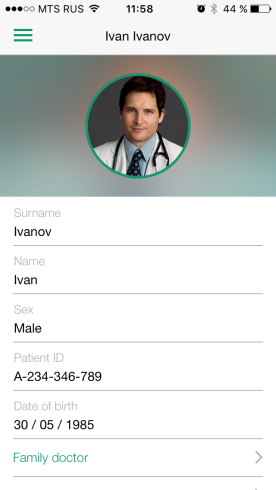 MTS RUS 11:58 44 %
Ivan Ivanov
Surname
Ivanov
Name
Ivan
Sex
Male
Patient ID
A-234-346-789
Date of birth
30 / 05 / 1985
Family doctor